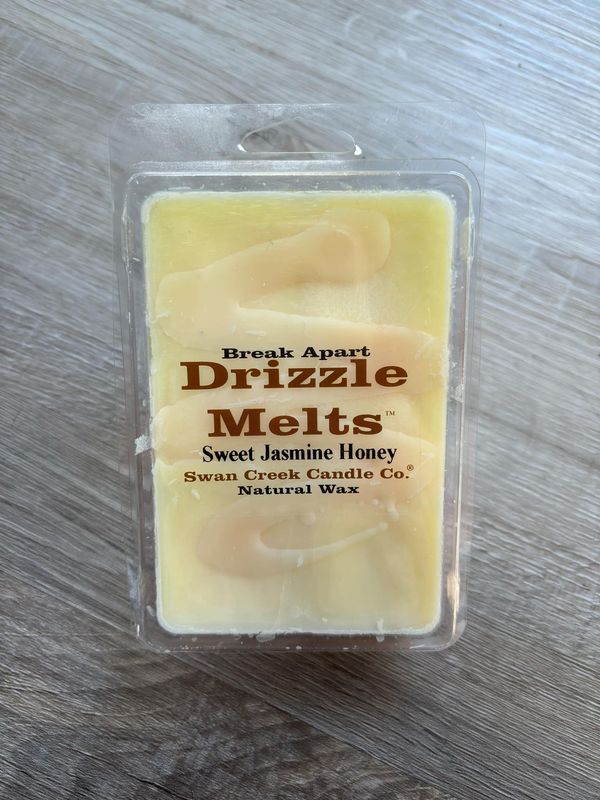 Break Apart
Drizzle
Melts™
Sweet Jasmine Honey
Swan Creek Candle Co.®
Natural Wax